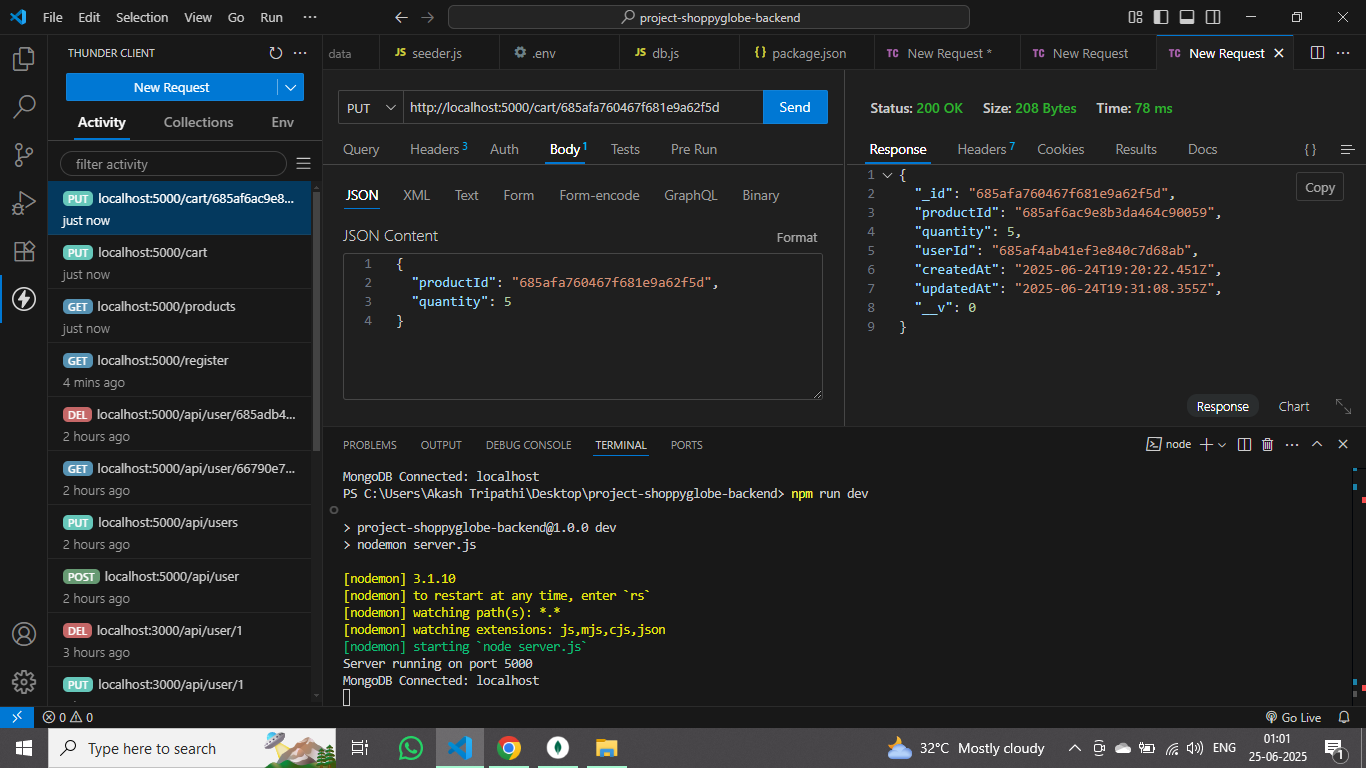 File Edit Selection View Go Run ··· project-shoppyglobe-backend
THUNDER CLIENT
New Request
Activity Collections Env
filter activity
PUT localhost:5000/cart/685af6ac9e8...
just now
PUT localhost:5000/cart
just now
GET localhost:5000/products
just now
GET localhost:5000/register
4 mins ago
DEL localhost:5000/api/user/685adb4...
2 hours ago
GET localhost:5000/api/user/66790e7...
2 hours ago
PUT localhost:5000/api/users
2 hours ago
POST localhost:5000/api/user
2 hours ago
DEL localhost:3000/api/user/1
3 hours ago
PUT localhost:3000/api/user/1
data JS seeder.js .env JS db.js {} package.json TC New Request * TC New Request TC New Request
PUT http://localhost:5000/cart/685afa760467f681e9a62f5d Send
Query Headers 3 Auth Body 1 Tests Pre Run
JSON XML Text Form Form-encode GraphQL Binary
JSON Content Format
1 {
2 "productId": "685afa760467f681e9a62f5d",
3 "quantity": 5
4 }
Status: 200 OK Size: 208 Bytes Time: 78 ms
Response Headers 7 Cookies Results Docs {}
Copy
1 {
2 "_id": "685afa760467f681e9a62f5d",
3 "productId": "685af6ac9e8b3da464c90059",
4 "quantity": 5,
5 "userId": "685af4ab41ef3e840c7d68ab",
6 "createdAt": "2025-06-24T19:20:22.451Z",
7 "updatedAt": "2025-06-24T19:31:08.355Z",
8 "__v": 0
9 }
Response Chart
PROBLEMS OUTPUT DEBUG CONSOLE TERMINAL PORTS node
MongoDB Connected: localhost
PS C:\Users\Akash Tripathi\Desktop\project-shoppyglobe-backend> npm run dev
> project-shoppyglobe-backend@1.0.0 dev
> nodemon server.js
[nodemon] 3.1.10
[nodemon] to restart at any time, enter `rs`
[nodemon] watching path(s): *.*
[nodemon] watching extensions: js,mjs,cjs,json
[nodemon] starting `node server.js`
Server running on port 5000
MongoDB Connected: localhost
0 0 Go Live
Type here to search 32°C Mostly cloudy ENG 01:01
25-06-2025 1